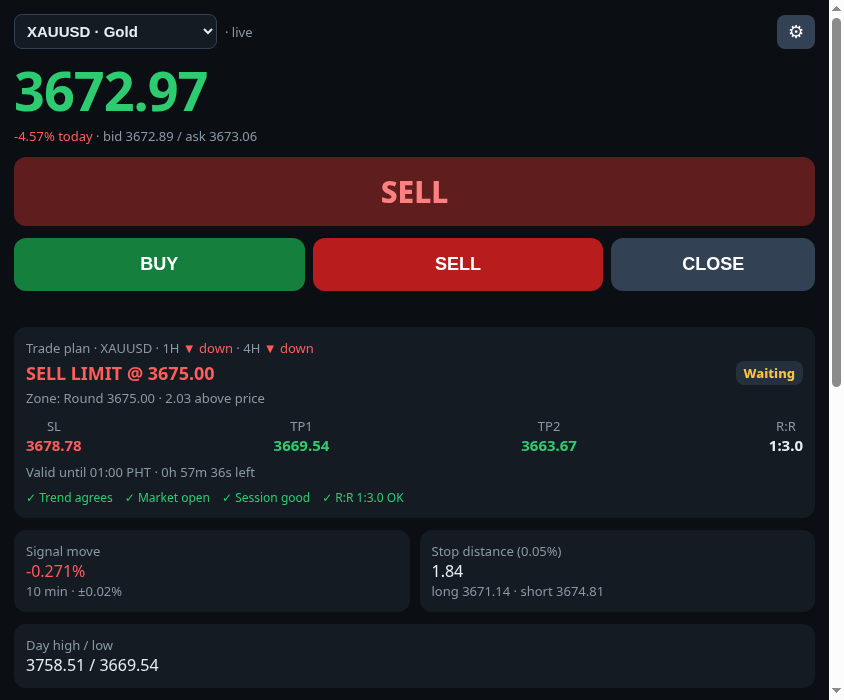 XAUUSD · Gold
· live
⚙
3672.97
-4.57% today · bid 3672.89 / ask 3673.06
SELL
BUY
SELL
CLOSE
Trade plan · XAUUSD · 1H ▼ down · 4H ▼ down
SELL LIMIT @ 3675.00
Waiting
Zone: Round 3675.00 · 2.03 above price
SL TP1 TP2 R:R
3678.78 3669.54 3663.67 1:3.0
Valid until 01:00 PHT · 0h 57m 36s left
✓ Trend agrees ✓ Market open ✓ Session good ✓ R:R 1:3.0 OK
Signal move
-0.271%
10 min · ±0.02%
Stop distance (0.05%)
1.84
long 3671.14 · short 3674.81
Day high / low
3758.51 / 3669.54